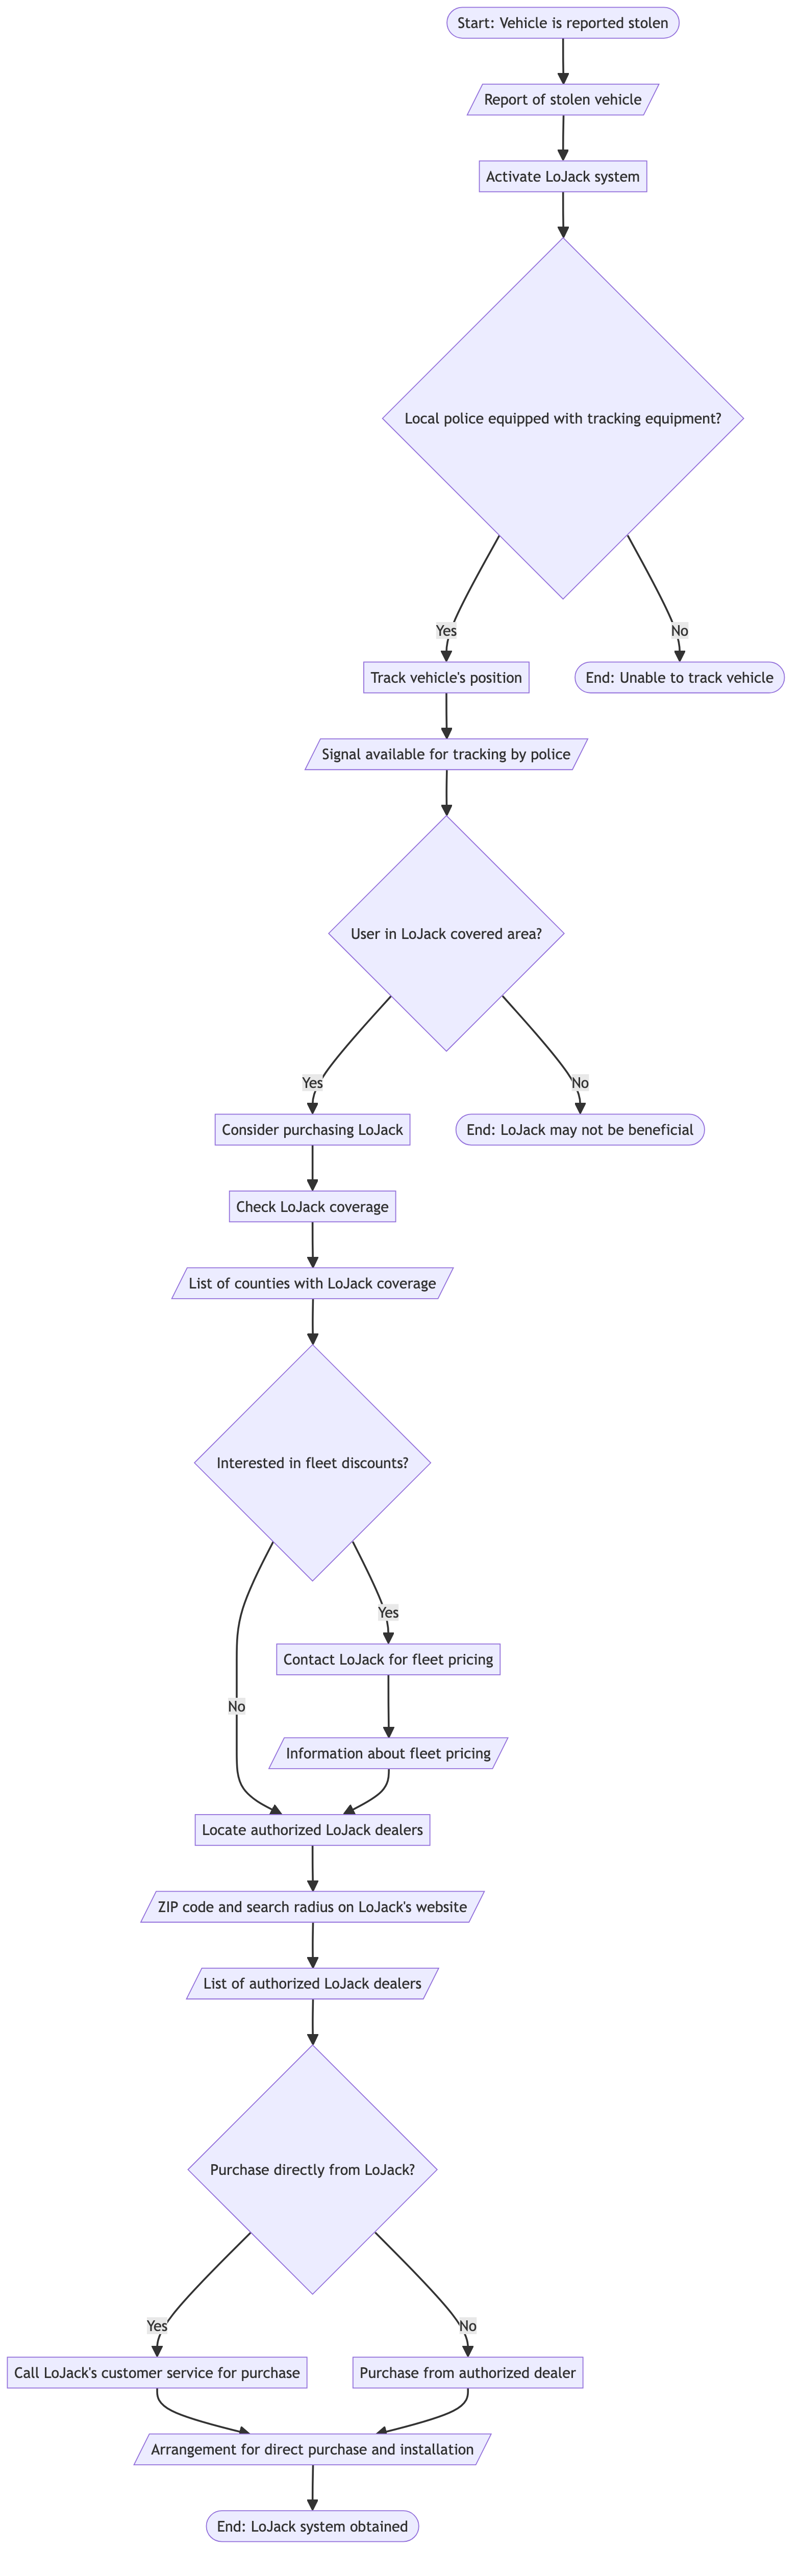 Start: Vehicle is reported stolen
Report of stolen vehicle
Activate LoJack system
Local police equipped with tracking equipment?
Yes
No
Track vehicle's position
End: Unable to track vehicle
Signal available for tracking by police
User in LoJack covered area?
Yes
No
Consider purchasing LoJack
End: LoJack may not be beneficial
Check LoJack coverage
List of counties with LoJack coverage
Interested in fleet discounts?
Yes
Contact LoJack for fleet pricing
No
Information about fleet pricing
Locate authorized LoJack dealers
ZIP code and search radius on LoJack's website
List of authorized LoJack dealers
Purchase directly from LoJack?
Yes
No
Call LoJack's customer service for purchase
Purchase from authorized dealer
Arrangement for direct purchase and installation
End: LoJack system obtained